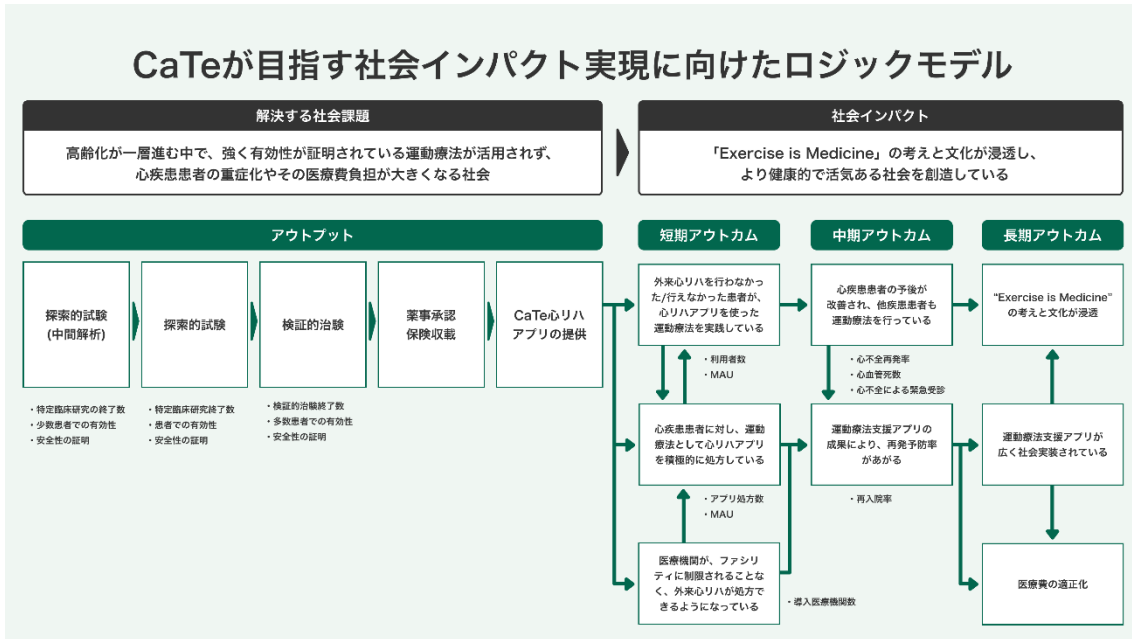 CaTeが目指す社会インパクト実現に向けたロジックモデル
解決する社会課題
高齢化が一層進む中で、強く有効性が証明されている運動療法が活用されず、
心疾患患者の重症化やその医療費負担が大きくなる社会
社会インパクト
「Exercise is Medicine」の考えと文化が浸透し、
より健康的で活気ある社会を創造している
アウトプット
短期アウトカム
中期アウトカム
長期アウトカム
探索的試験
(中間解析)
・特定臨床研究の終了数
・少数患者での有効性
・安全性の証明
探索的試験
・特定臨床研究終了数
・患者での有効性
・安全性の証明
検証的治験
・検証的治験終了数
・多数患者での有効性
・安全性の証明
薬事承認
保険収載
CaTe心リハ
アプリの提供
外来心リハを行わなかっ
た/行えなかった患者が、
心リハアプリを使った
運動療法を実践している
・利用者数
・MAU
心疾患患者に対し、運動
療法として心リハアプリ
を積極的に処方している
・アプリ処方数
・MAU
医療機関が、ファシリ
ティに制限されることな
く、外来心リハが処方で
きるようになっている
・導入医療機関数
心疾患患者の予後が
改善され、他疾患患者も
運動療法を行っている
・心不全再発率
・心血管死数
・心不全による緊急受診
運動療法支援アプリの
成果により、再発予防率
があがる
・再入院率
“Exercise is Medicine”
の考えと文化が浸透
運動療法支援アプリが
広く社会実装されている
医療費の適正化